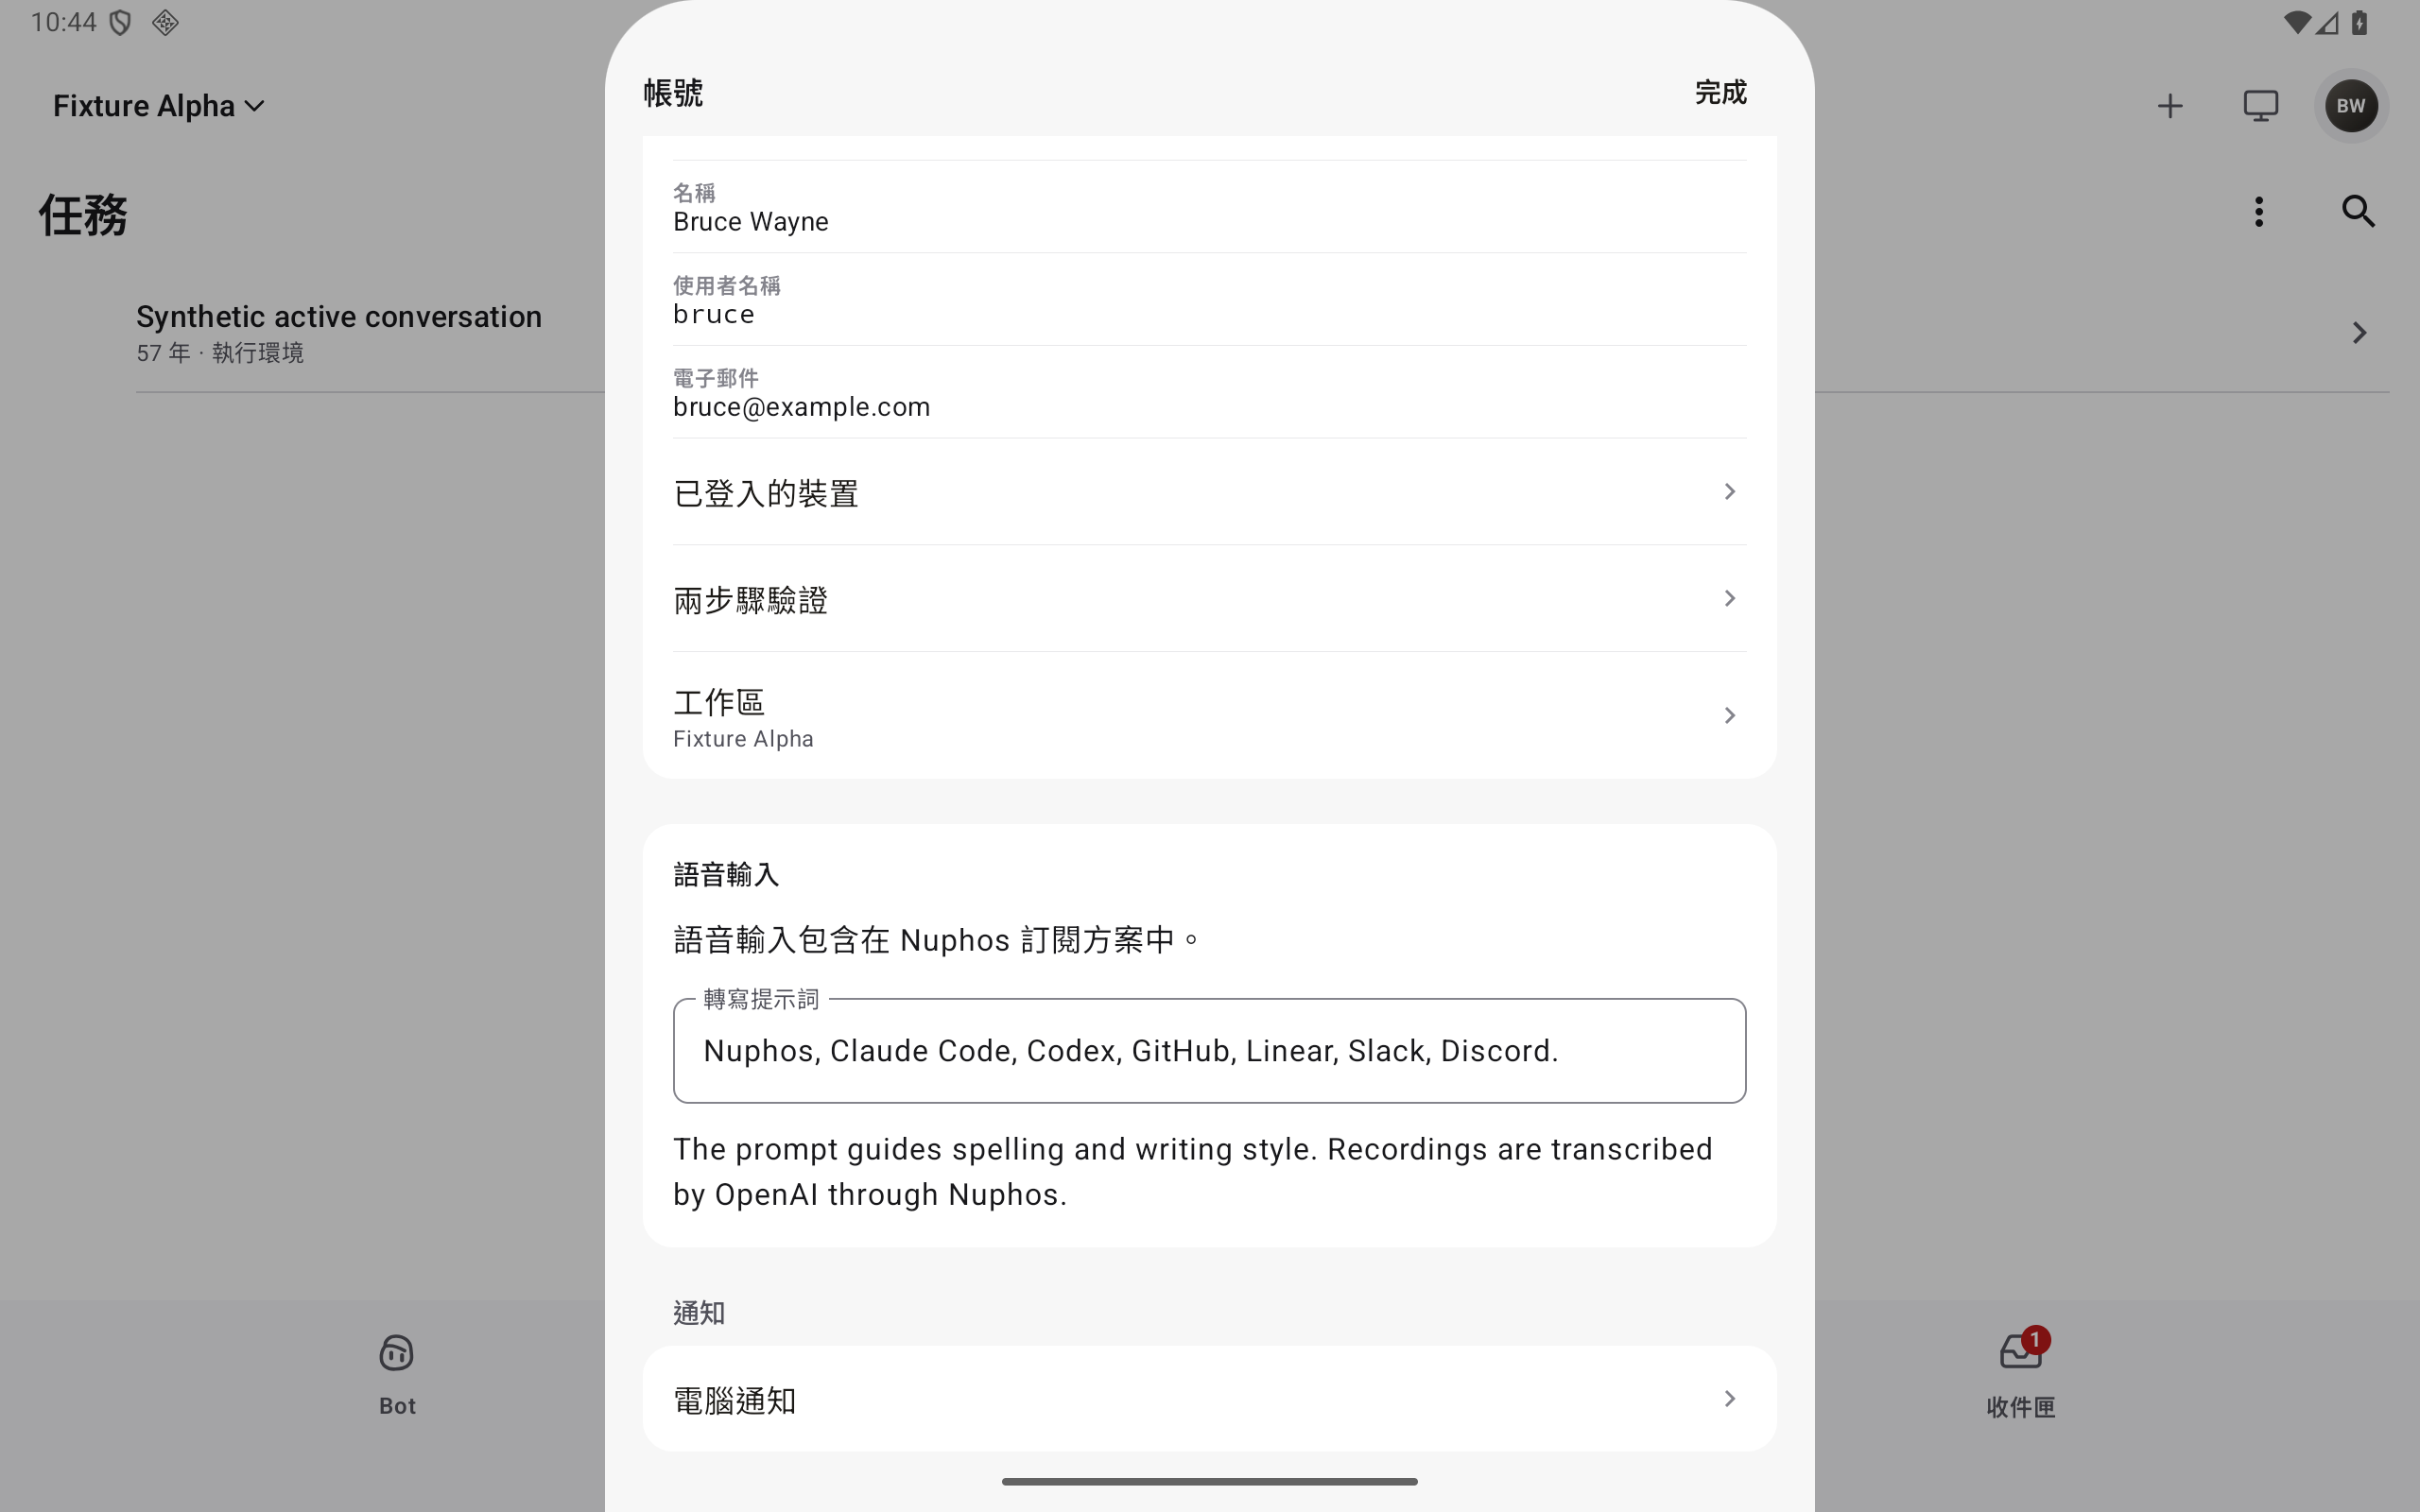 10:44
Fixture Alpha
BW
任務
Synthetic active conversation
57 年 · 執行環境
帳號
完成
名稱
Bruce Wayne
使用者名稱
bruce
電子郵件
bruce@example.com
已登入的裝置
兩步驟驗證
工作區
Fixture Alpha
語音輸入
語音輸入包含在 Nuphos 訂閱方案中。
轉寫提示詞
Nuphos, Claude Code, Codex, GitHub, Linear, Slack, Discord.
The prompt guides spelling and writing style. Recordings are transcribed
by OpenAI through Nuphos.
通知
電腦通知
Bot
1
收件匣